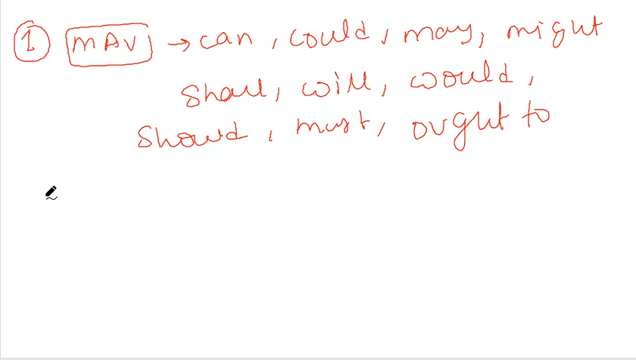 1 MAV → can, could, may, might
shall, will, would,
should, must, ought to